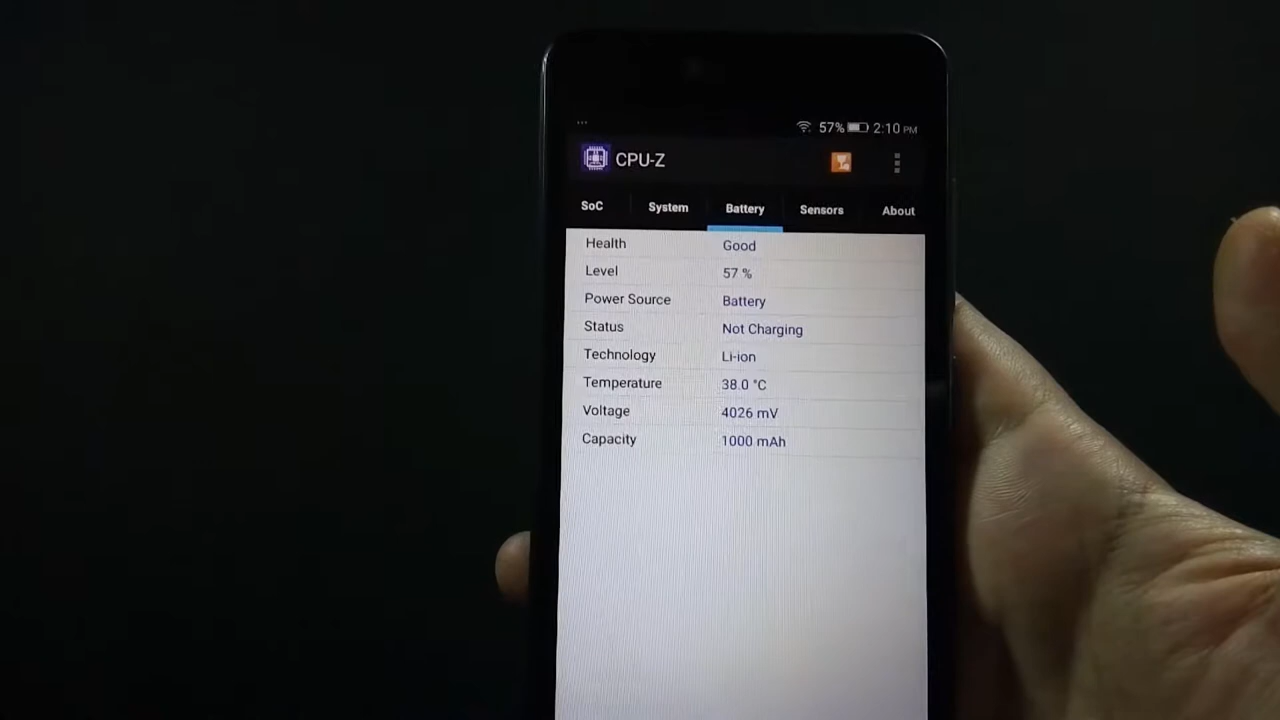 ... 57% 2:10 PM
CPU-Z
SoC System Battery Sensors About
Health Good
Level 57 %
Power Source Battery
Status Not Charging
Technology Li-ion
Temperature 38.0 °C
Voltage 4026 mV
Capacity 1000 mAh